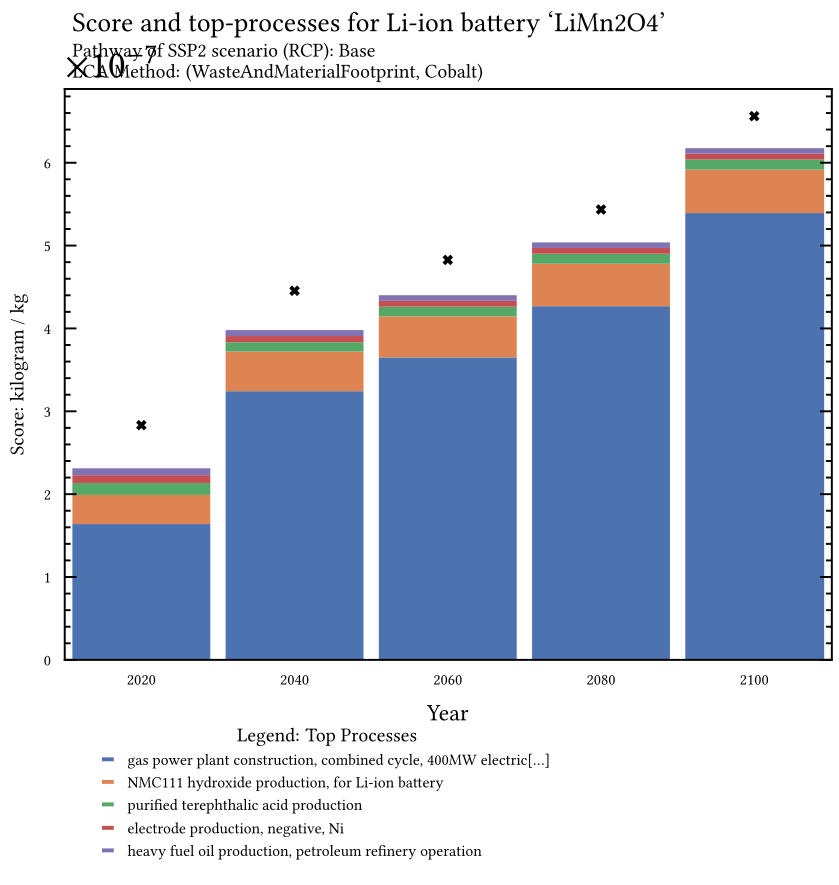 Score and top-processes for Li-ion battery ‘LiMn2O4’
Pathway of SSP2 scenario (RCP): Base
×10⁻⁷
LCA Method: (WasteAndMaterialFootprint, Cobalt)
Score: kilogram / kg
6
5
4
3
2
1
0
2020 2040 2060 2080 2100
Year
Legend: Top Processes
gas power plant construction, combined cycle, 400MW electric[...]
NMC111 hydroxide production, for Li-ion battery
purified terephthalic acid production
electrode production, negative, Ni
heavy fuel oil production, petroleum refinery operation